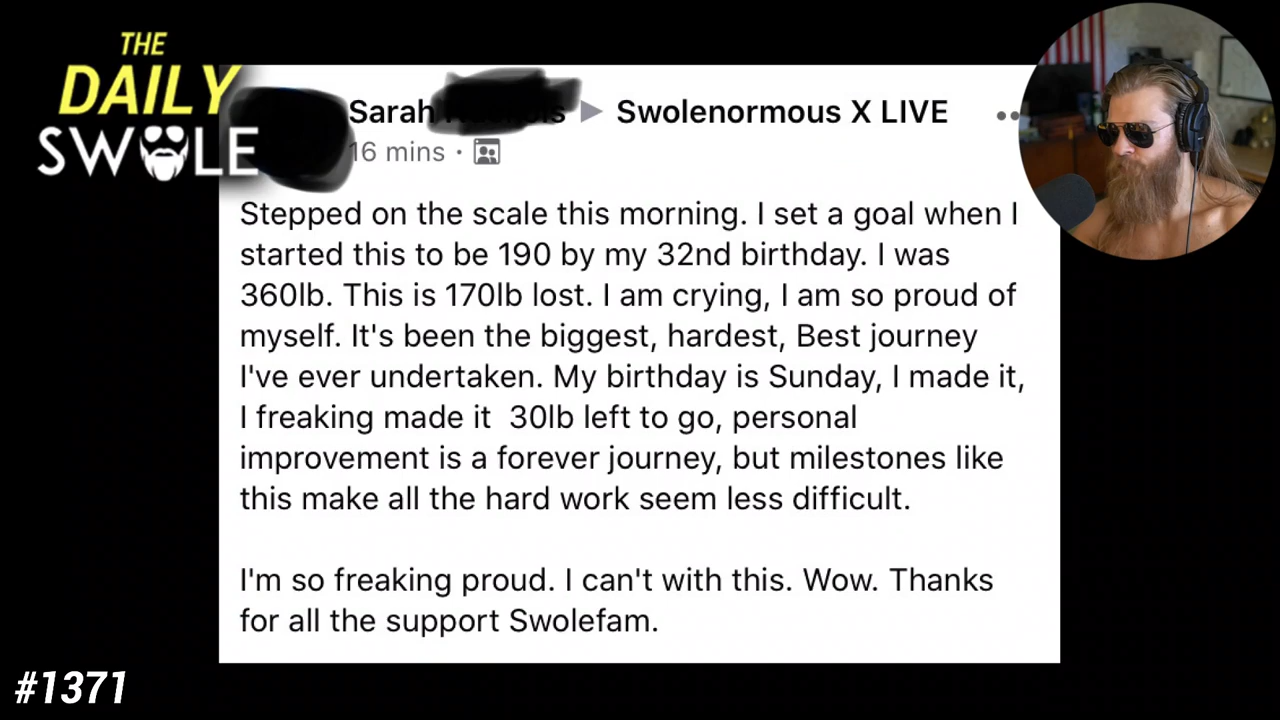 THE
DAILY
SWOLE
Sarah ▶ Swolenormous X LIVE
16 mins ·
Stepped on the scale this morning. I set a goal when I
started this to be 190 by my 32nd birthday. I was
360lb. This is 170lb lost. I am crying, I am so proud of
myself. It's been the biggest, hardest, Best journey
I've ever undertaken. My birthday is Sunday, I made it,
I freaking made it  30lb left to go, personal
improvement is a forever journey, but milestones like
this make all the hard work seem less difficult.
I'm so freaking proud. I can't with this. Wow. Thanks
for all the support Swolefam.
#1371